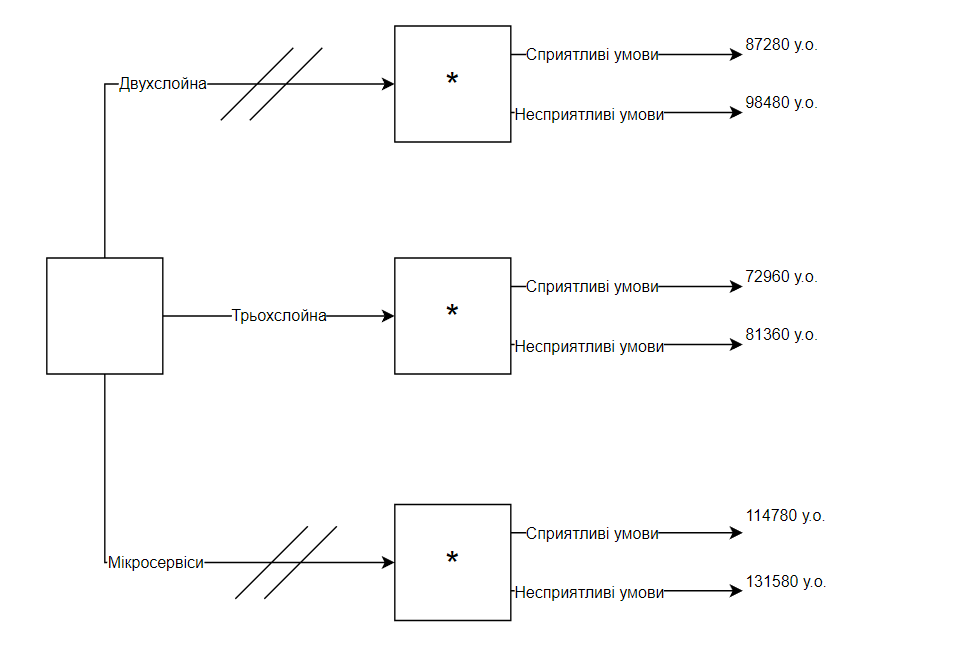 Двухслойна
*
Сприятливі умови
87280 у.о.
Несприятливі умови
98480 у.о.
Трьохслойна
*
Сприятливі умови
72960 у.о.
Несприятливі умови
81360 у.о.
Мікросервіси
*
Сприятливі умови
114780 у.о.
Несприятливі умови
131580 у.о.